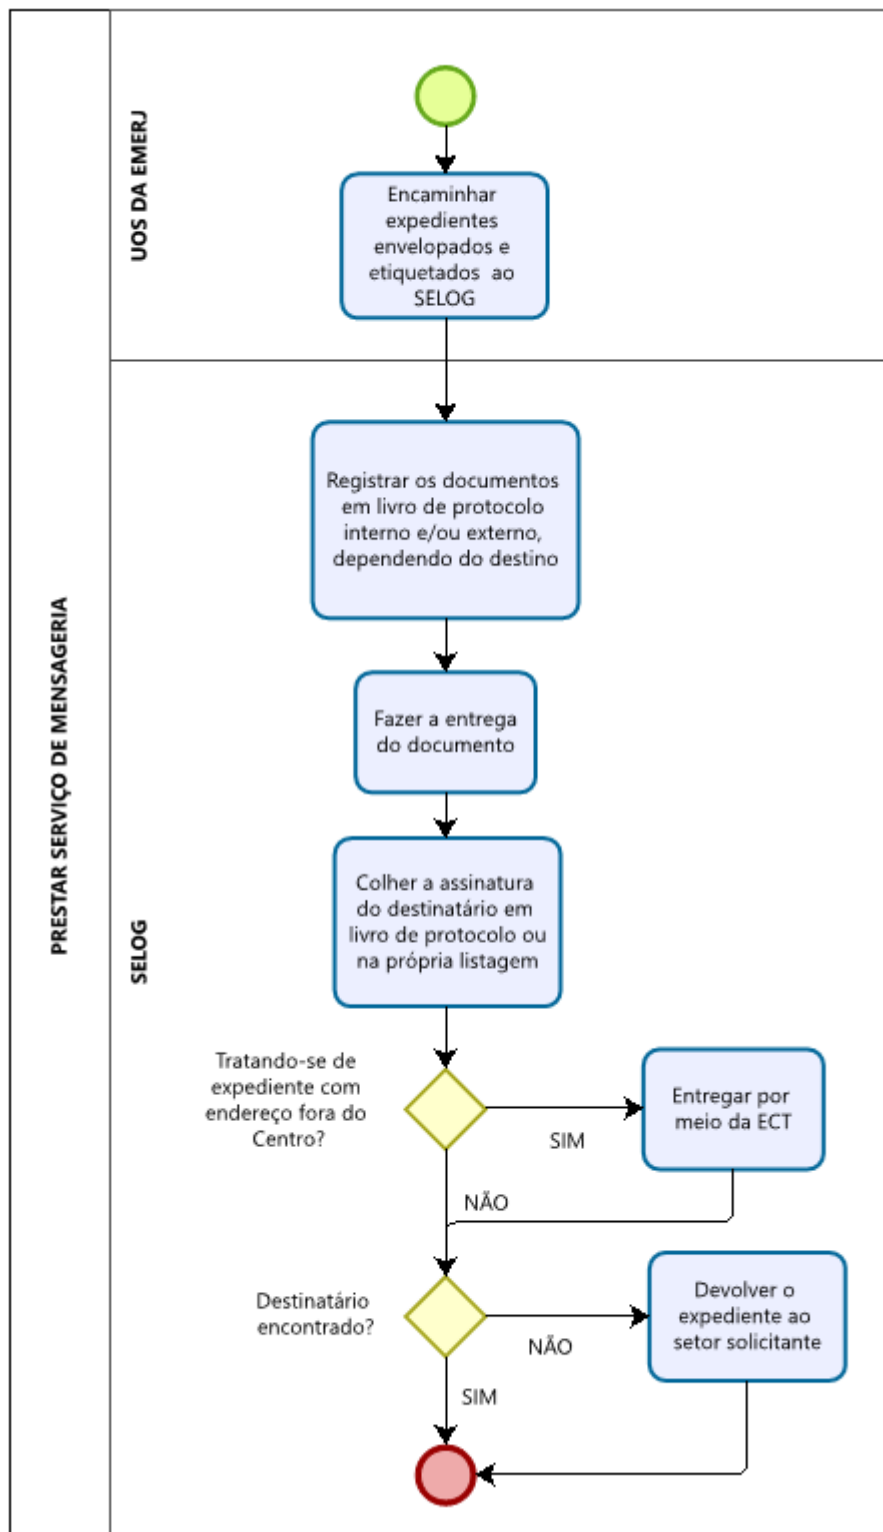 PRESTAR SERVIÇO DE MENSAGERIA
UOS DA EMERJ
Encaminhar
expedientes
envelopados e
etiquetados ao
SELOG
SELOG
Registrar os documentos
em livro de protocolo
interno e/ou externo,
dependendo do destino
Fazer a entrega
do documento
Colher a assinatura
do destinatário em
livro de protocolo ou
na própria listagem
Tratando-se de
expediente com
endereço fora do
Centro?
SIM
Entregar por
meio da ECT
NÃO
Destinatário
encontrado?
NÃO
Devolver o
expediente ao
setor solicitante
SIM